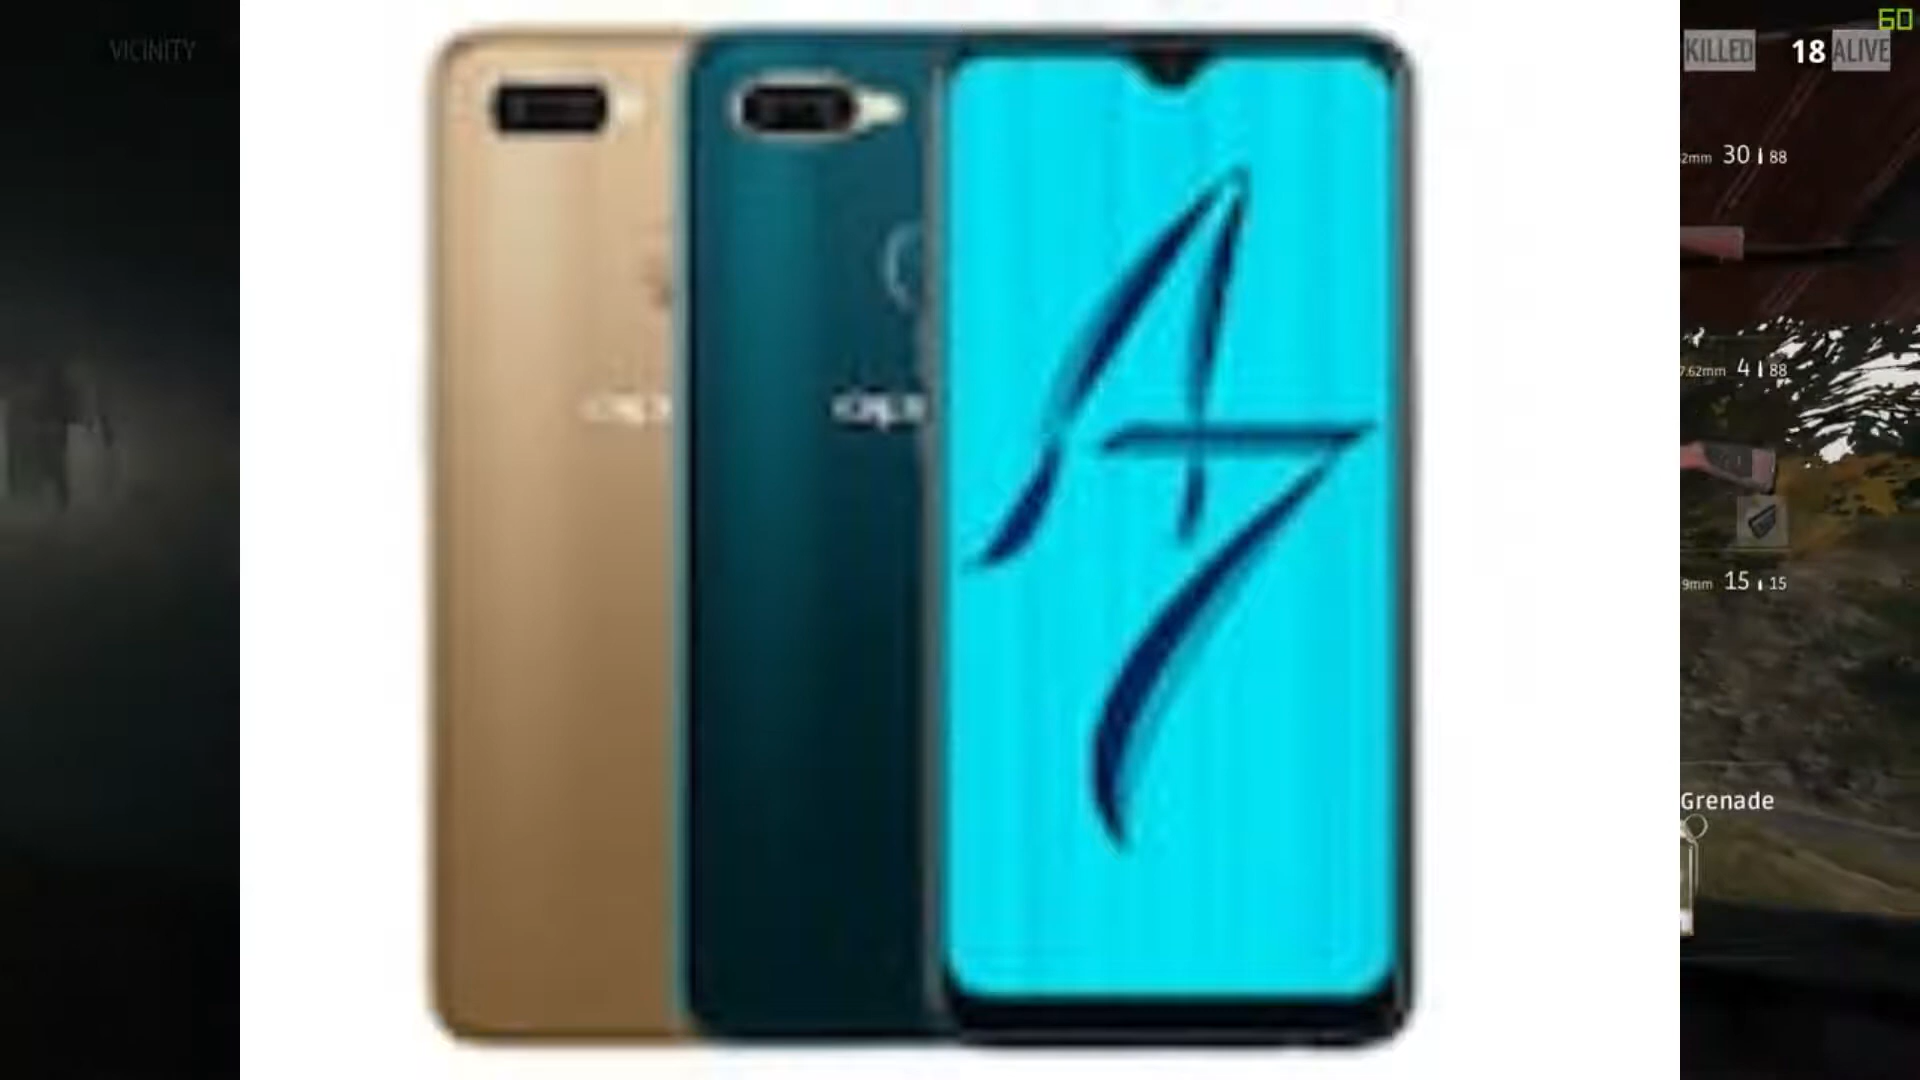 VICINITY
60
KILLED 18 ALIVE
2mm 30 88
A7
7.62mm 4 88
9mm 15 15
Grenade